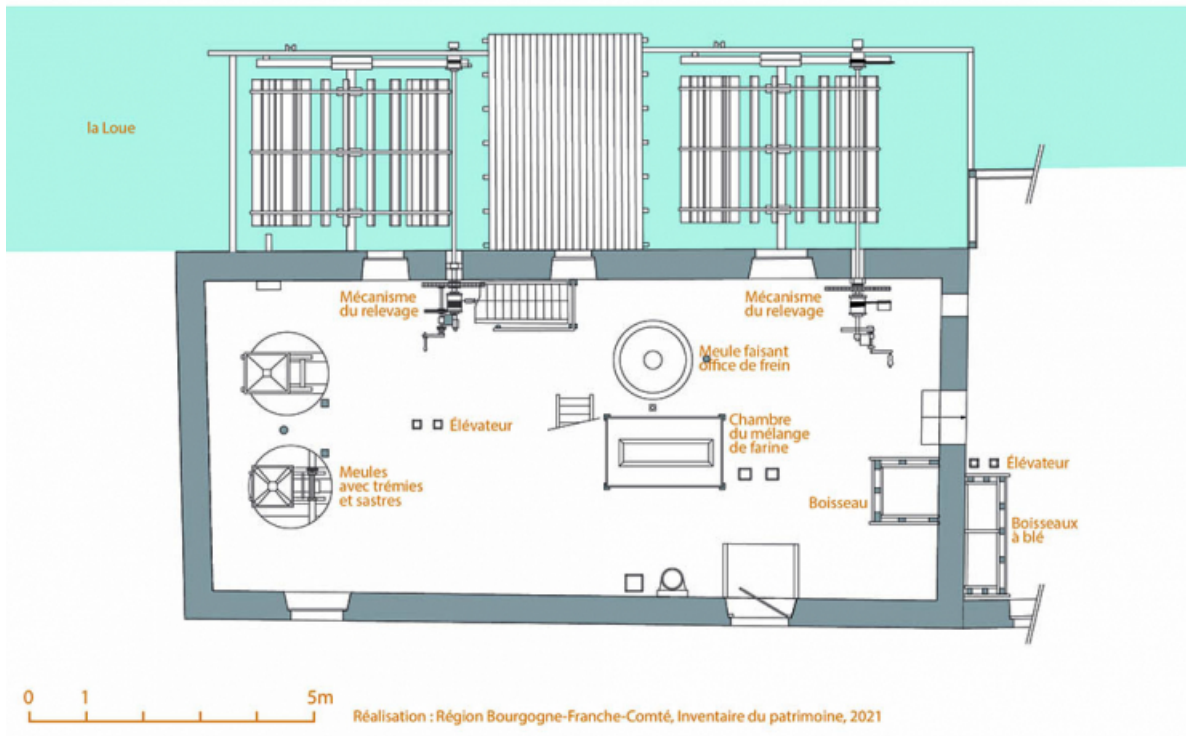 la Loue
Mécanisme
du relevage
Mécanisme
du relevage
Meule faisant
office de frein
Élévateur
Chambre
du mélange
de farine
Meules
avec trémies
et sastres
Boisseau
Élévateur
Boisseaux
à blé
0 1 5m
Réalisation : Région Bourgogne-Franche-Comté, Inventaire du patrimoine, 2021